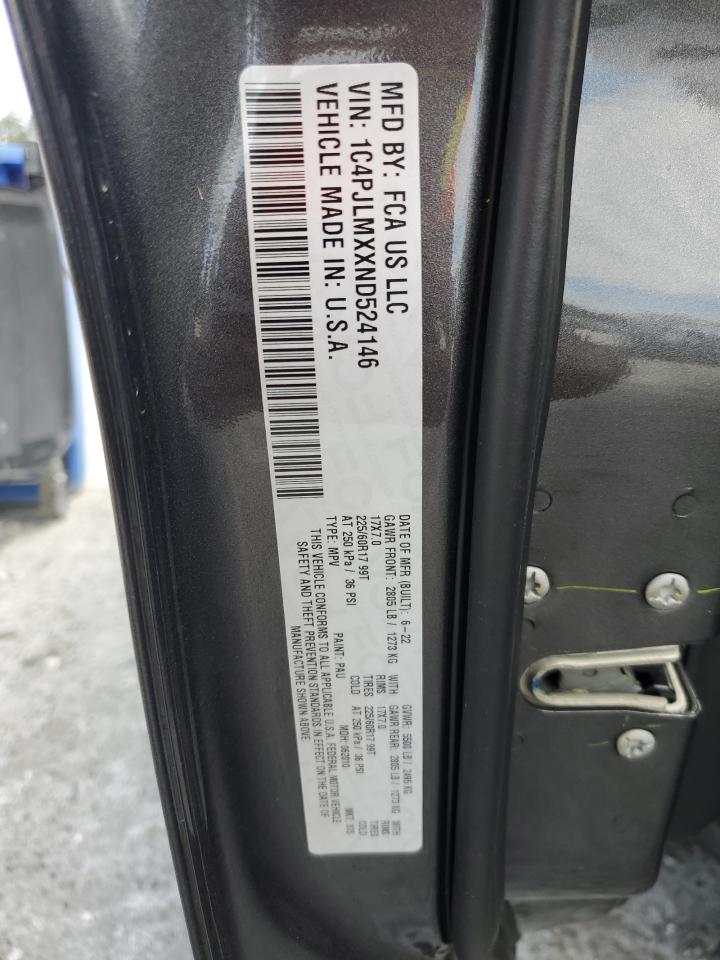 MFD BY: FCA US LLC
VIN: 1C4PJLMXXND524146
VEHICLE MADE IN: U.S.A.
DATE OF MFR (BUILT): 6-22 GVWR: 5500 LB / 2495 KG
GAWR FRONT: 2805 LB / 1273 KG WITH GAWR REAR: 2805 LB / 1273 KG WITH
17X7.0 RIMS 17X7.0 RIMS
225/60R17 99T TIRES 225/60R17 99T TIRES
AT 250 kPa / 36 PSI COLD AT 250 kPa / 36 PSI COLD
TYPE: MPV PAINT: PAU MDH: 062010 MKT:
THIS VEHICLE CONFORMS TO ALL APPLICABLE U.S.A. FEDERAL MOTOR VEHICLE
SAFETY AND THEFT PREVENTION STANDARDS IN EFFECT ON THE DATE OF
MANUFACTURE SHOWN ABOVE.